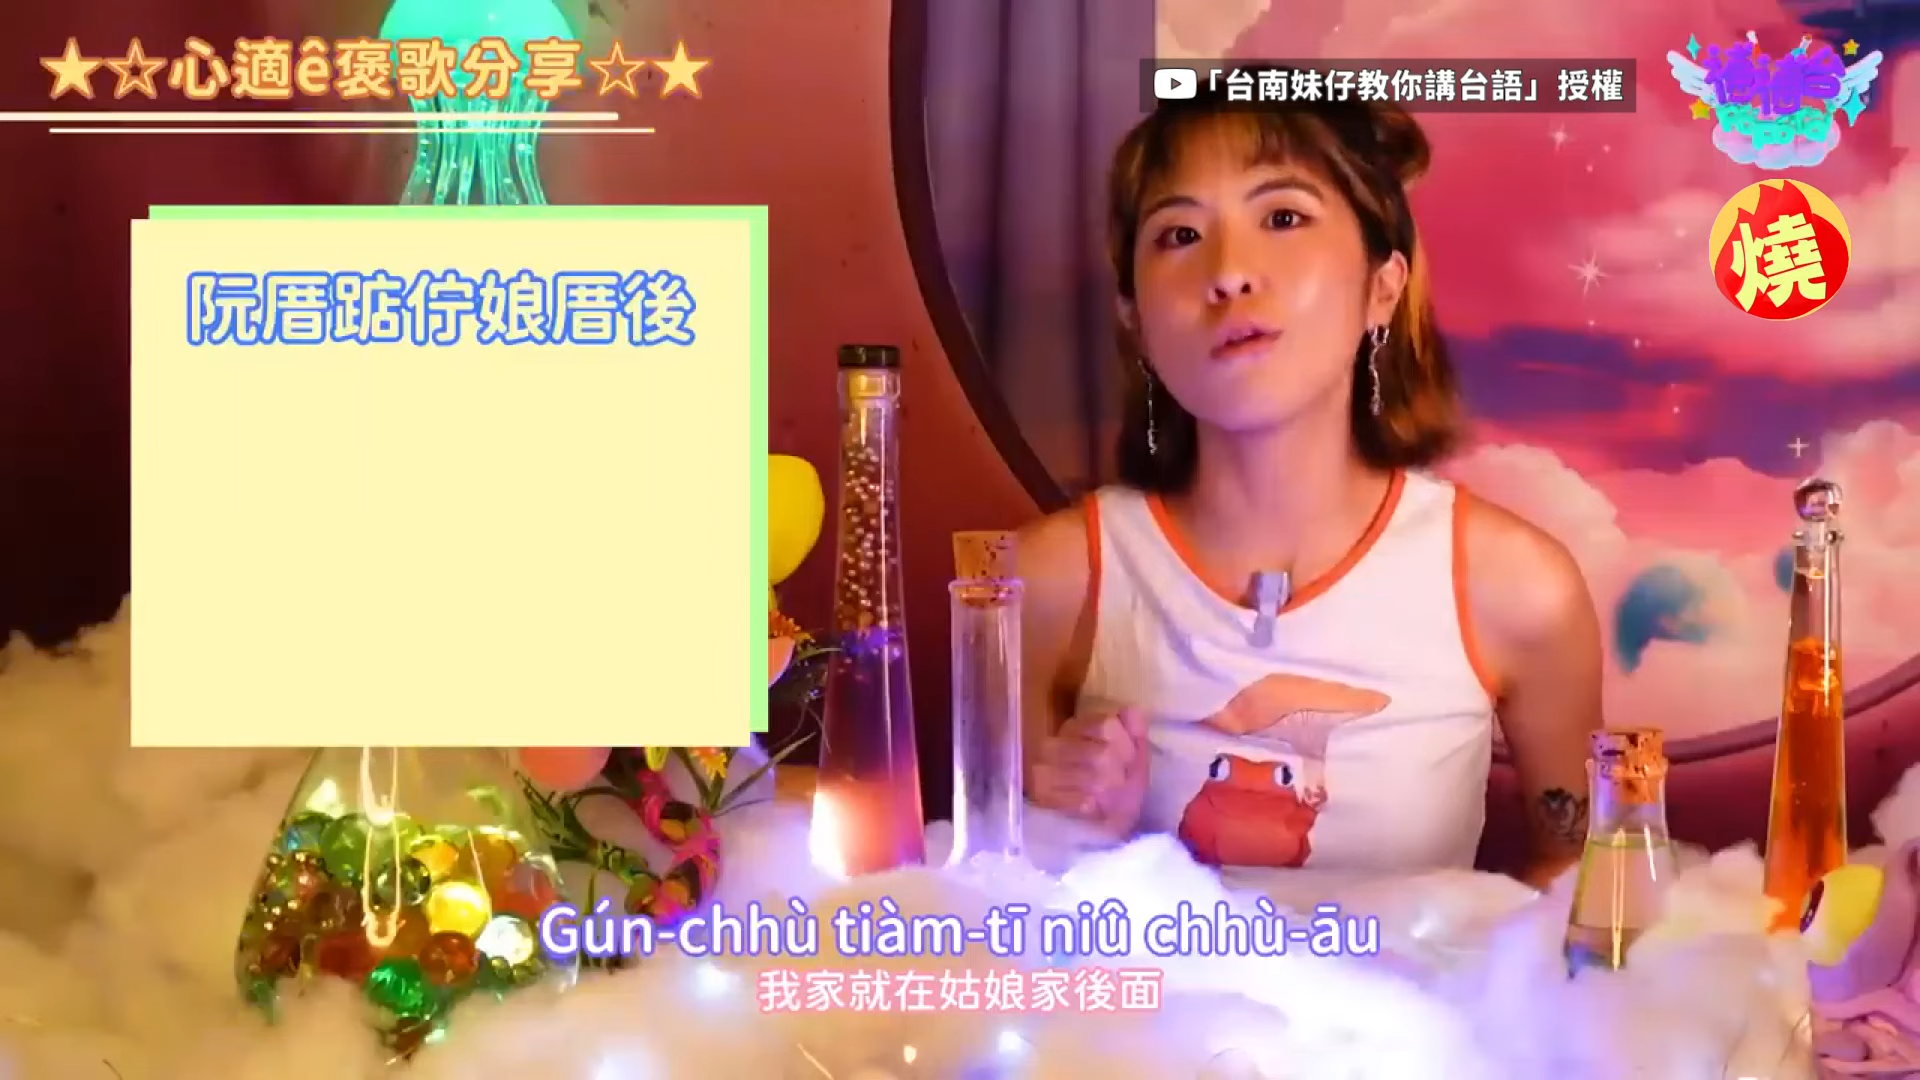 ★☆心適ê褒歌分享☆★
「台南妹仔教你講台語」授權
燒
阮厝踮佇娘厝後
Gún-chhù tiàm-tī niû chhù-āu
我家就在姑娘家後面